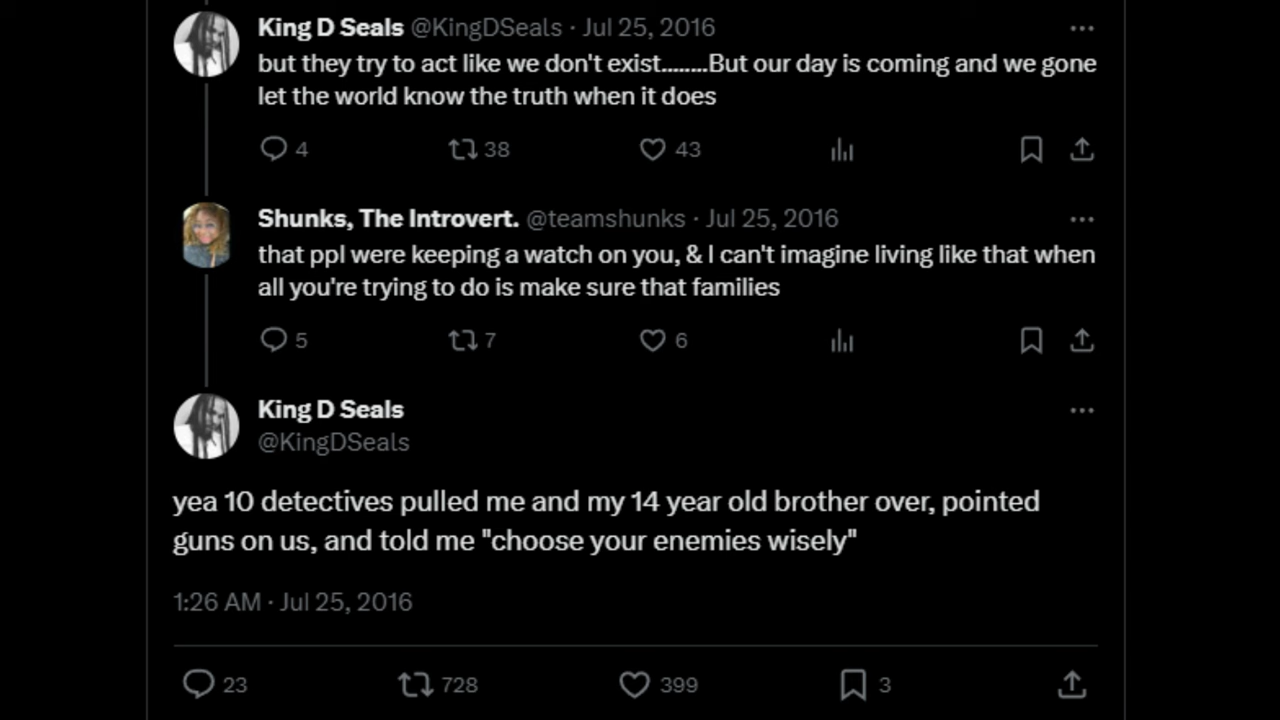 King D Seals @KingDSeals · Jul 25, 2016
but they try to act like we don't exist........But our day is coming and we gone
let the world know the truth when it does
4 38 43
Shunks, The Introvert. @teamshunks · Jul 25, 2016
that ppl were keeping a watch on you, & I can't imagine living like that when
all you're trying to do is make sure that families
5 7 6
King D Seals
@KingDSeals
yea 10 detectives pulled me and my 14 year old brother over, pointed
guns on us, and told me "choose your enemies wisely"
1:26 AM · Jul 25, 2016
23 728 399 3